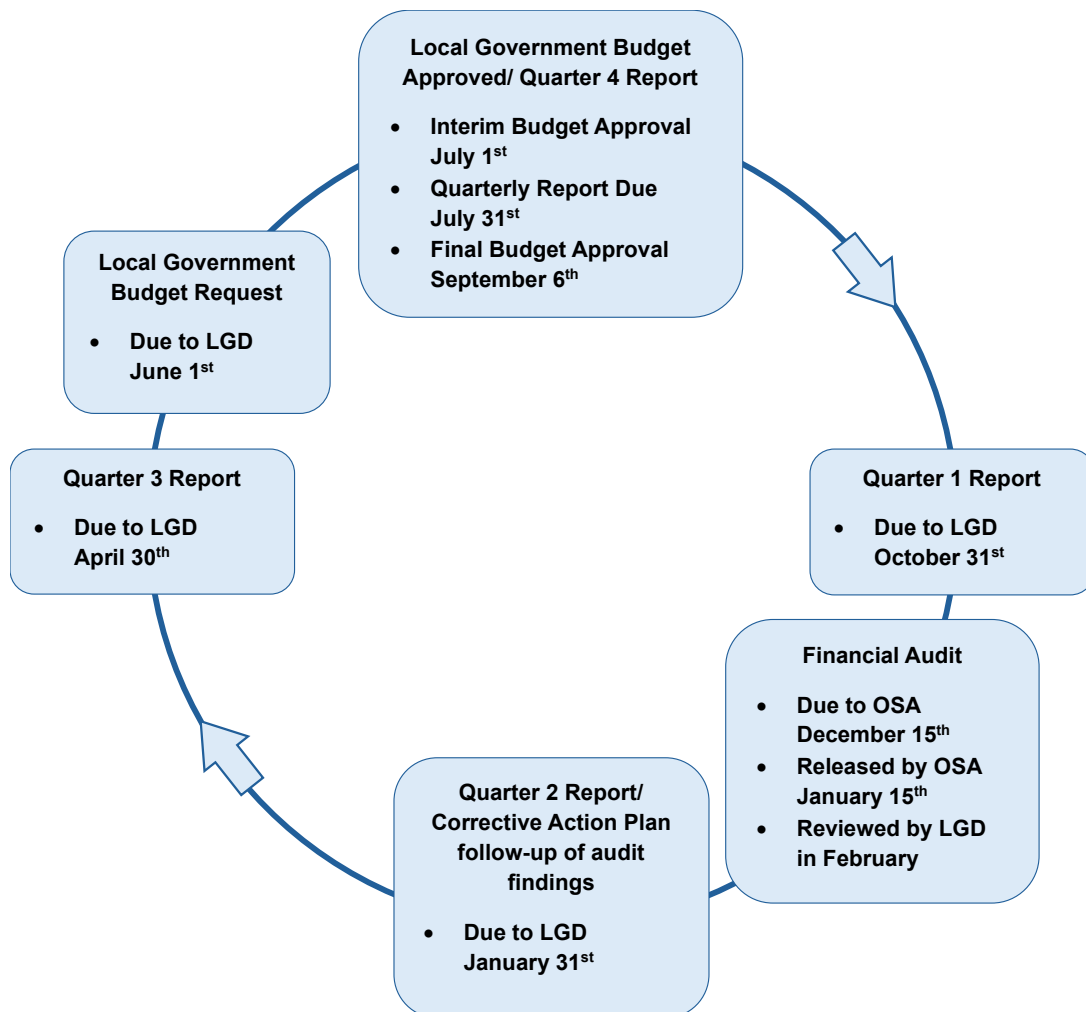 Local Government Budget
Approved/ Quarter 4 Report
• Interim Budget Approval
July 1st
• Quarterly Report Due
July 31st
• Final Budget Approval
September 6th
Quarter 1 Report
• Due to LGD
October 31st
Financial Audit
• Due to OSA
December 15th
• Released by OSA
January 15th
• Reviewed by LGD
in February
Quarter 2 Report/
Corrective Action Plan
follow-up of audit
findings
• Due to LGD
January 31st
Quarter 3 Report
• Due to LGD
April 30th
Local Government
Budget Request
• Due to LGD
June 1st